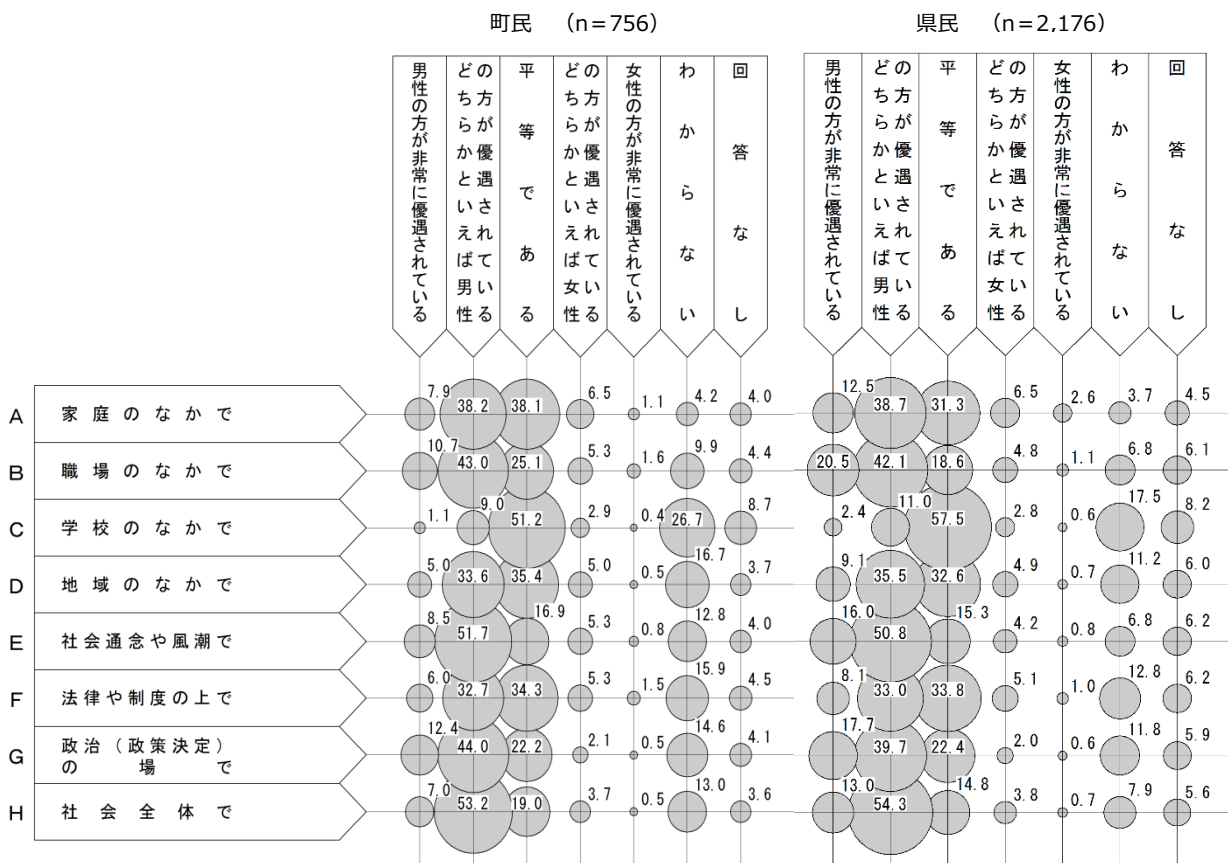 町民　（n＝756）
県民　（n＝2,176）
男性の方が非常に優遇されている
どちらかといえば男性
の方が優遇されている
平等である
どちらかといえば女性
の方が優遇されている
女性の方が非常に優遇されている
わからない
回答なし
男性の方が非常に優遇されている
どちらかといえば男性
の方が優遇されている
平等である
どちらかといえば女性
の方が優遇されている
女性の方が非常に優遇されている
わからない
回答なし
A 家庭のなかで 7.9 38.2 38.1 6.5 1.1 4.2 4.0 12.5 38.7 31.3 6.5 2.6 3.7 4.5
B 職場のなかで 10.7 43.0 25.1 5.3 1.6 9.9 4.4 20.5 42.1 18.6 4.8 1.1 6.8 6.1
C 学校のなかで 1.1 9.0 51.2 2.9 0.4 26.7 8.7 2.4 11.0 57.5 2.8 0.6 17.5 8.2
D 地域のなかで 5.0 33.6 35.4 5.0 0.5 16.7 3.7 9.1 35.5 32.6 4.9 0.7 11.2 6.0
E 社会通念や風潮で 8.5 51.7 16.9 5.3 0.8 12.8 4.0 16.0 50.8 15.3 4.2 0.8 6.8 6.2
F 法律や制度の上で 6.0 32.7 34.3 5.3 1.5 15.9 4.5 8.1 33.0 33.8 5.1 1.0 12.8 6.2
G 政治（政策決定）
の場で 12.4 44.0 22.2 2.1 0.5 14.6 4.1 17.7 39.7 22.4 2.0 0.6 11.8 5.9
H 社会全体で 7.0 53.2 19.0 3.7 0.5 13.0 3.6 13.0 54.3 14.8 3.8 0.7 7.9 5.6